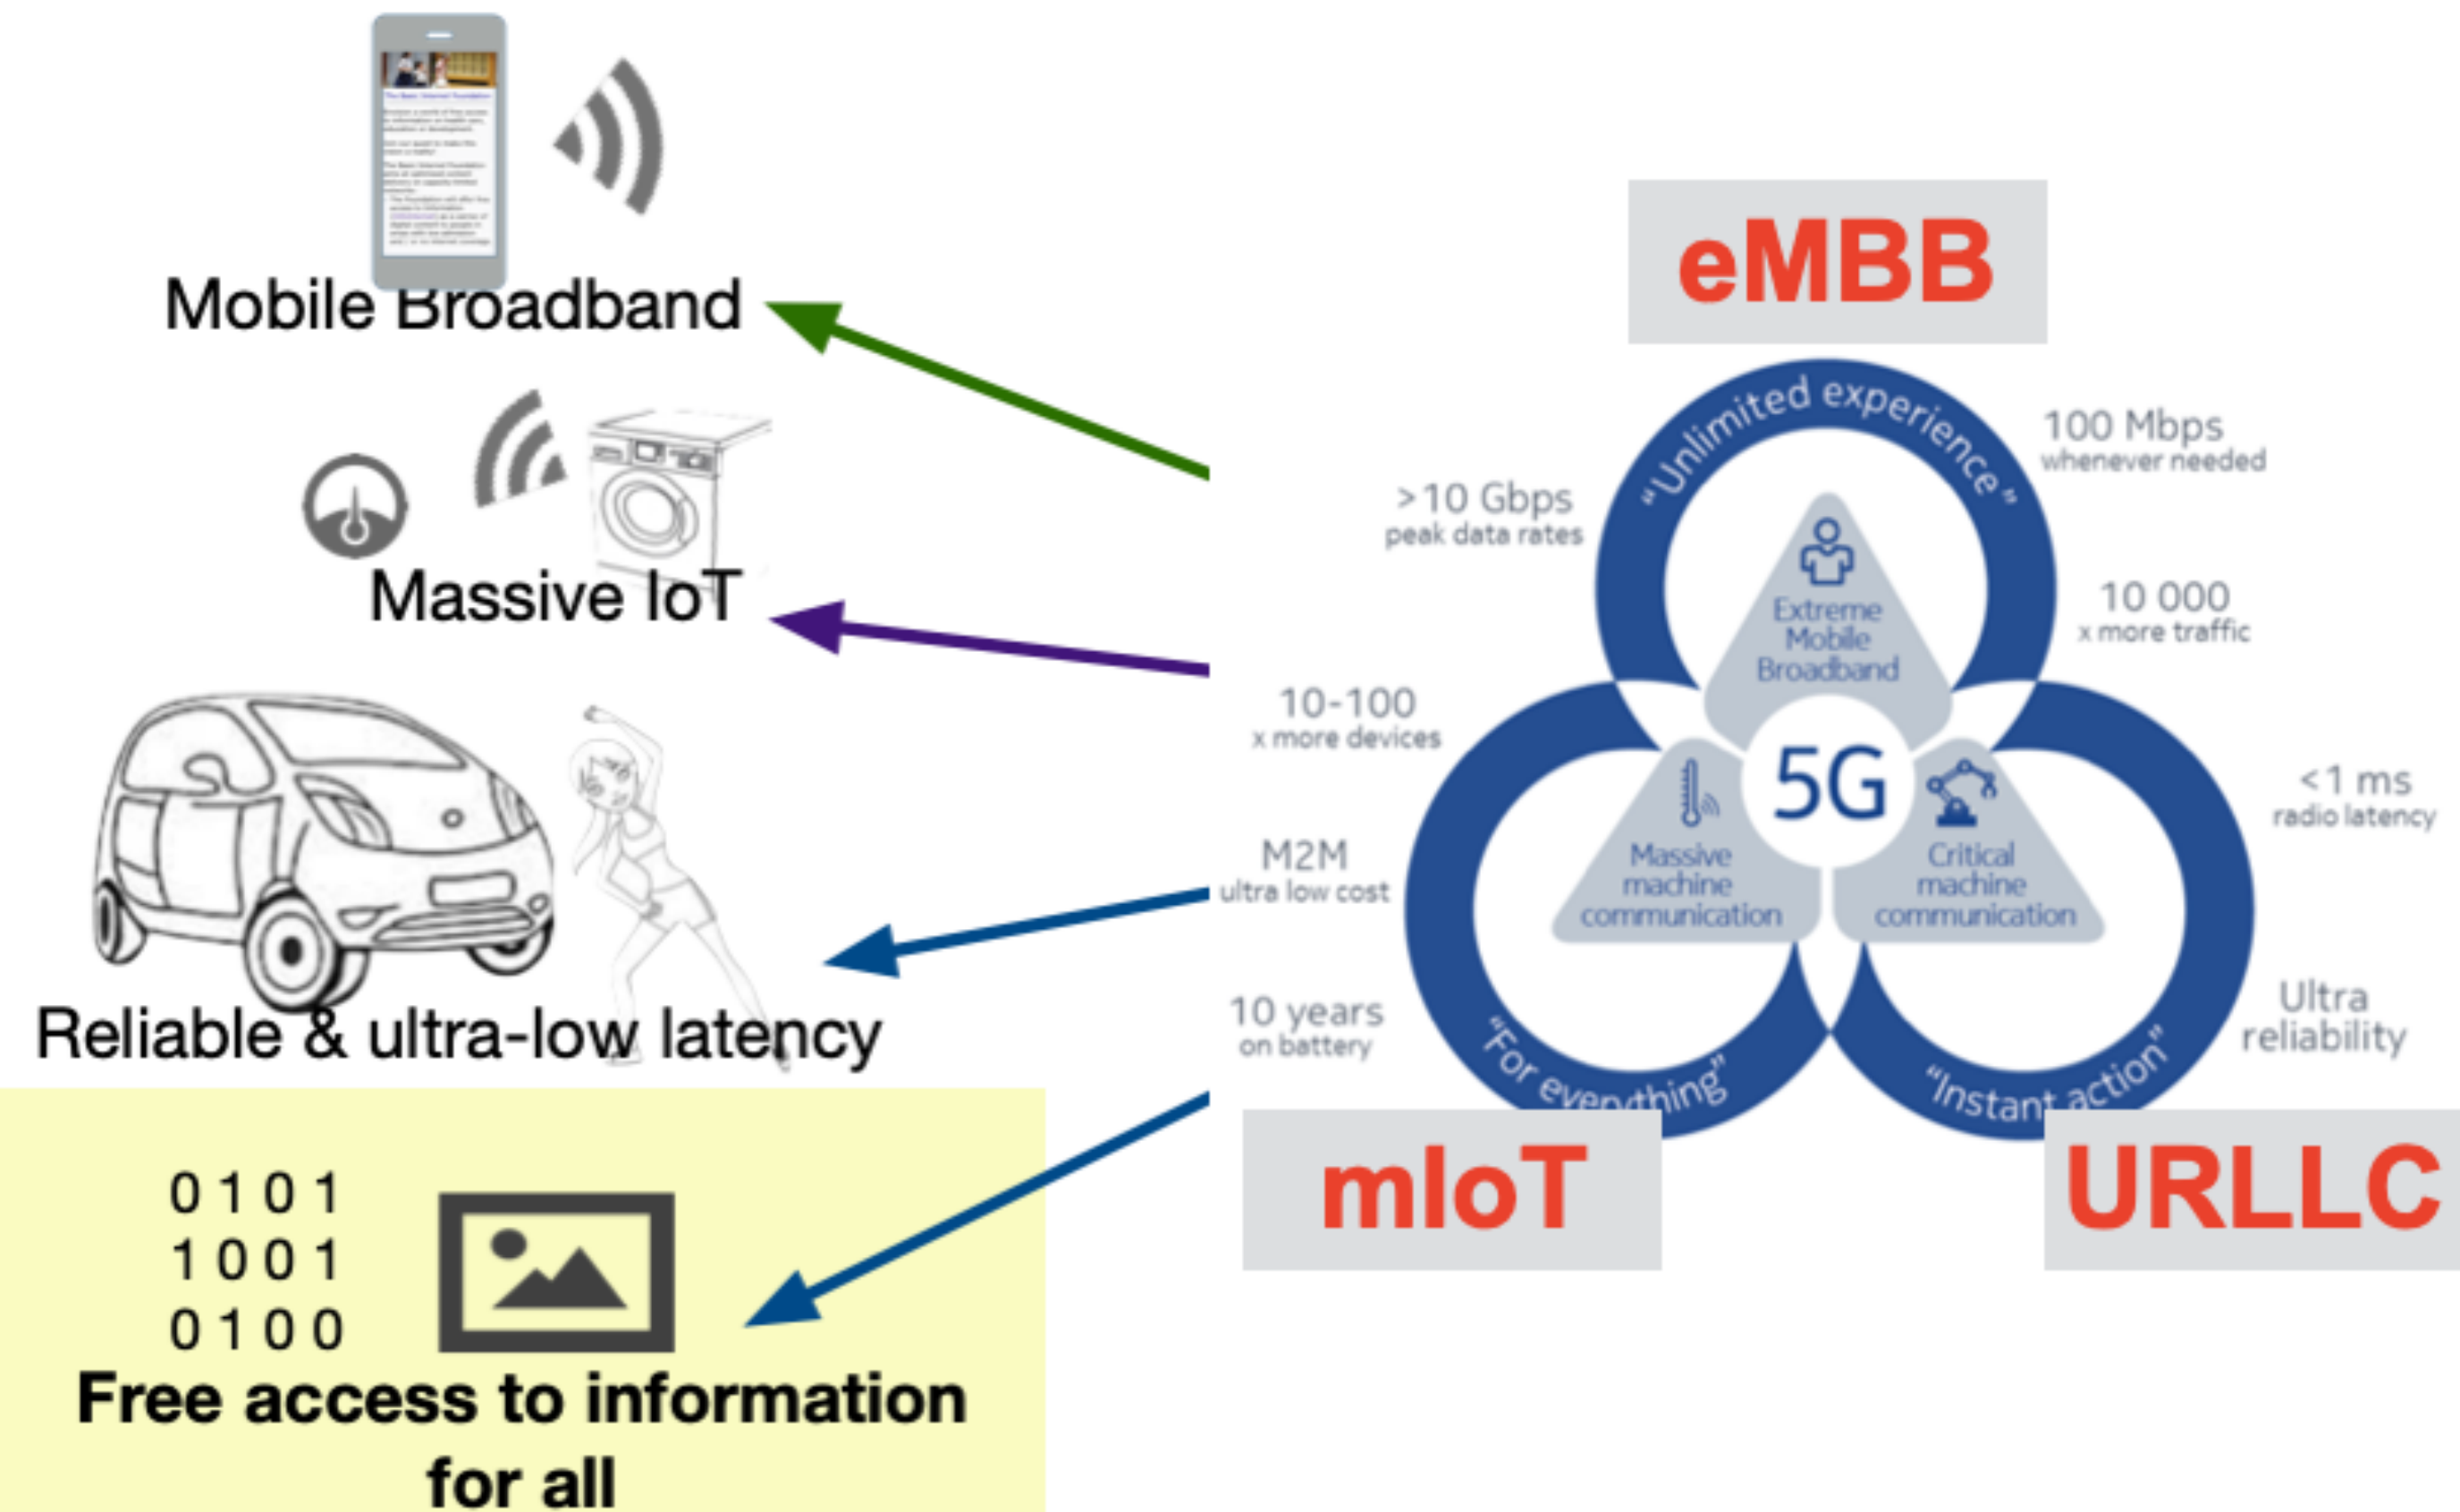 The Basic Internet Foundation
Mobile Broadband
Massive IoT
Reliable & ultra-low latency
0 1 0 1
1 0 0 1
0 1 0 0
Free access to information
for all
eMBB
"Unlimited experience"
100 Mbps
whenever needed
>10 Gbps
peak data rates
10 000
x more traffic
Extreme
Mobile
Broadband
10-100
x more devices
5G
<1 ms
radio latency
M2M
ultra low cost
Massive
machine
communication
Critical
machine
communication
10 years
on battery
Ultra
reliability
"For everything"
"Instant action"
mIoT
URLLC